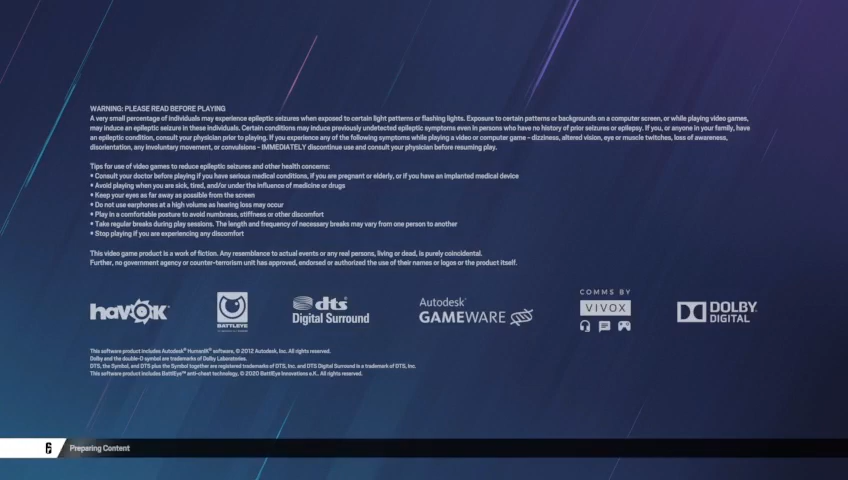 WARNING: PLEASE READ BEFORE PLAYING
A very small percentage of individuals may experience epileptic seizures when exposed to certain light patterns or flashing lights. Exposure to certain patterns or backgrounds on a computer screen, or while playing video games,
may induce an epileptic seizure in these individuals. Certain conditions may induce previously undetected epileptic symptoms even in persons who have no history of prior seizures or epilepsy. If you, or anyone in your family, have
an epileptic condition, consult your physician prior to playing. If you experience any of the following symptoms while playing a video or computer game - dizziness, altered vision, eye or muscle twitches, loss of awareness,
disorientation, any involuntary movement, or convulsions - IMMEDIATELY discontinue use and consult your physician before resuming play.
Tips for use of video games to reduce epileptic seizures and other health concerns:
• Consult your doctor before playing if you have serious medical conditions, if you are pregnant or elderly, or if you have an implanted medical device
• Avoid playing when you are sick, tired, and/or under the influence of medicine or drugs
• Keep your eyes as far away as possible from the screen
• Do not use earphones at a high volume as hearing loss may occur
• Play in a comfortable posture to avoid numbness, stiffness or other discomfort
• Take regular breaks during play sessions. The length and frequency of necessary breaks may vary from one person to another
• Stop playing if you are experiencing any discomfort
This video game product is a work of fiction. Any resemblance to actual events or any real persons, living or dead, is purely coincidental.
Further, no government agency or counter-terrorism unit has approved, endorsed or authorized the use of their names or logos or the product itself.
havok
BATTLEYE
dts
Digital Surround
Autodesk®
GAMEWARE
COMMS BY
VIVOX
DOLBY
DIGITAL
This software product includes Autodesk® HumanIK® software, © 2012 Autodesk, Inc. All rights reserved.
Dolby and the double-D symbol are trademarks of Dolby Laboratories.
DTS, the Symbol, and DTS plus the Symbol together are registered trademarks of DTS, Inc. and DTS Digital Surround is a trademark of DTS, Inc.
This software product includes BattlEye™ anti-cheat technology, © 2020 BattlEye Innovations e.K.. All rights reserved.
6
Preparing Content